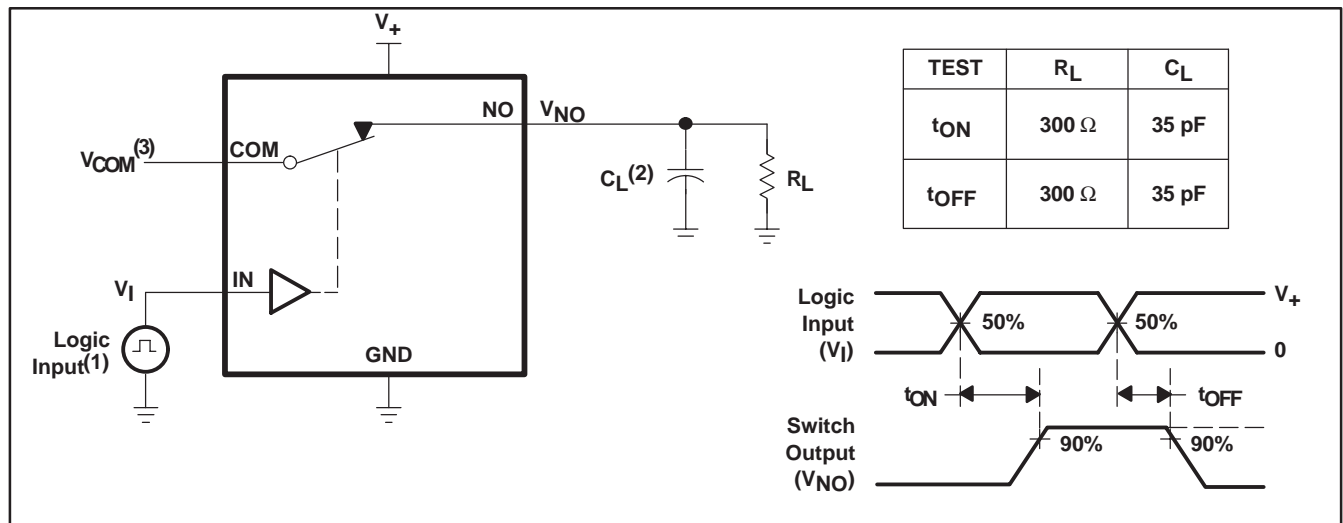 V+
NO
VNO
COM
VCOM(3)
CL(2)
RL
IN
VI
Logic
Input(1)
GND
TEST RL CL
tON 300 Ω 35 pF
tOFF 300 Ω 35 pF
Logic
Input
(VI)
50%
50%
V+
0
tON
tOFF
Switch
Output
(VNO)
90%
90%